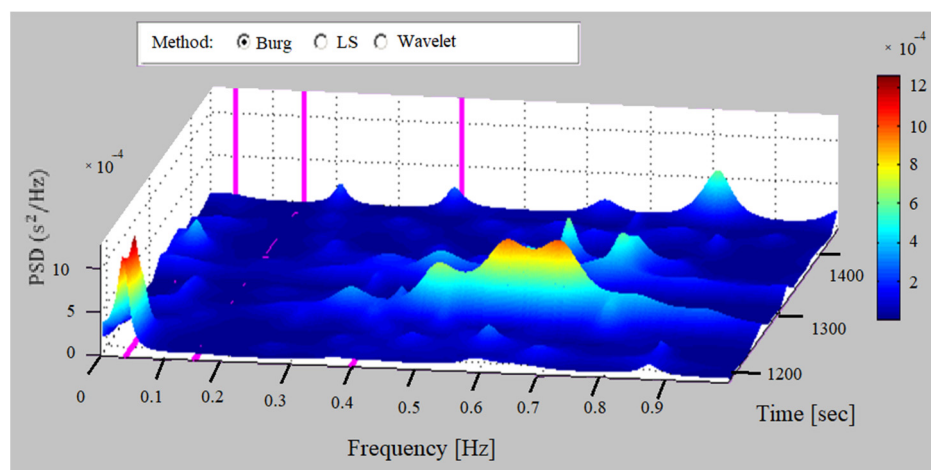 Method: Burg LS Wavelet
× 10⁻⁴
12
10
8
6
4
2
× 10⁻⁴
PSD (s²/Hz)
10
5
0
0 0.1 0.2 0.3 0.4 0.5 0.6 0.7 0.8 0.9
Frequency [Hz]
1400
1300
1200
Time [sec]